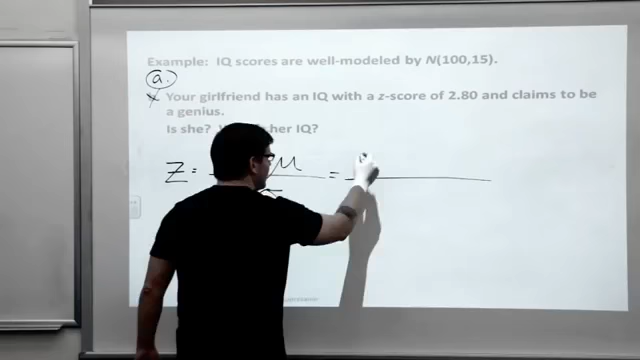 Example: IQ scores are well-modeled by N(100,15).
a.
Your girlfriend has an IQ with a z-score of 2.80 and claims to be
a genius.
Is she? her IQ?
Z = μ =